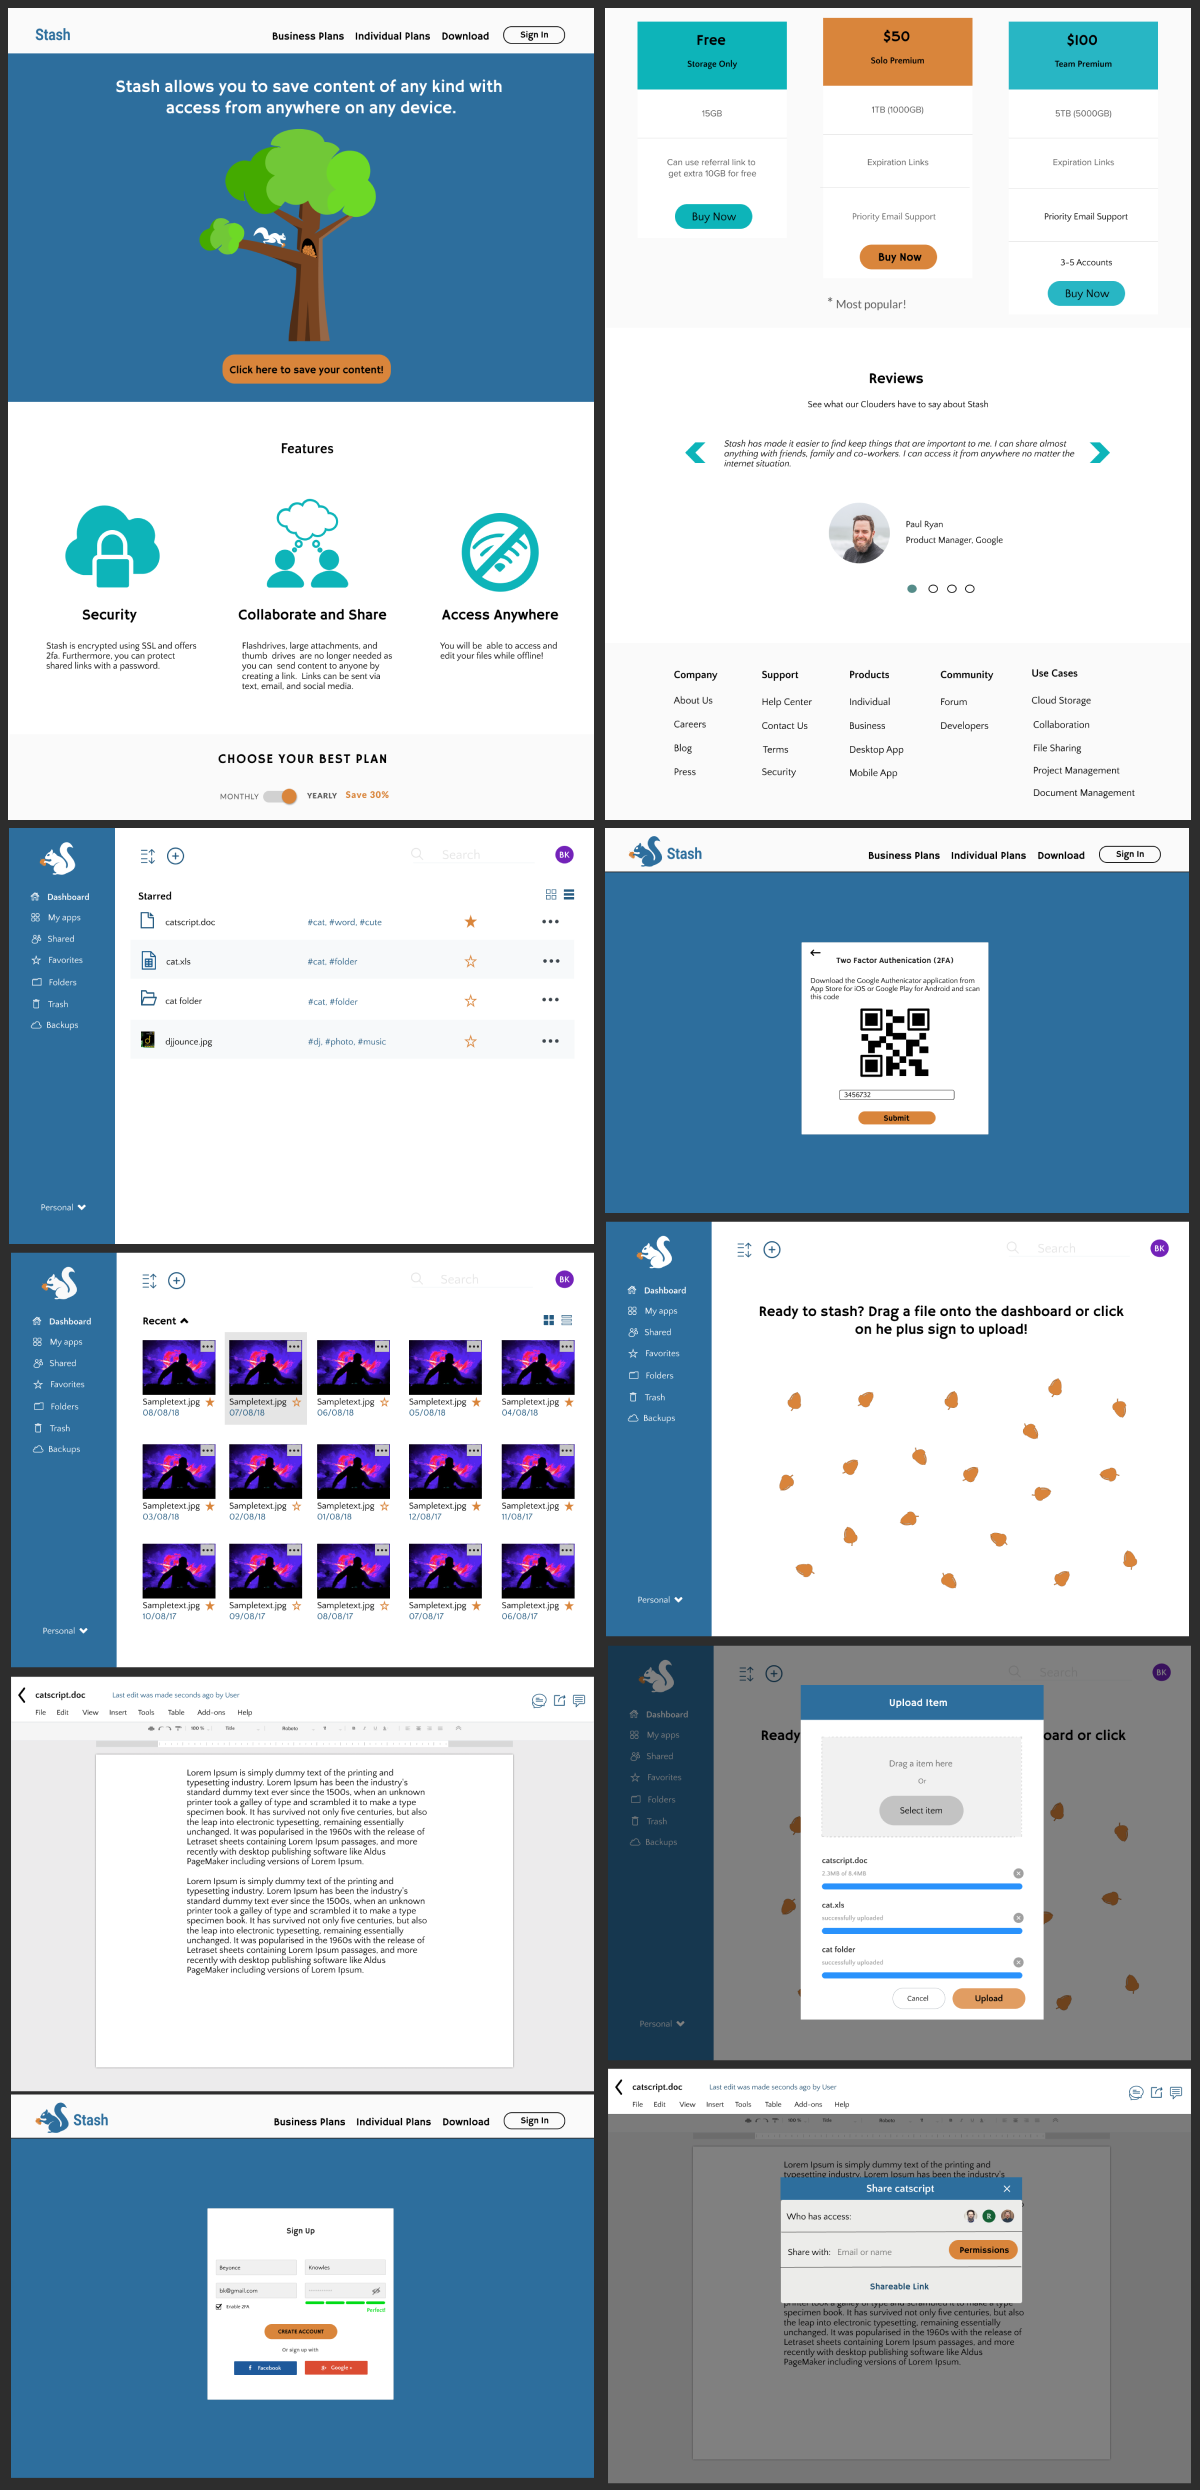 Stash
Business Plans Individual Plans Download Sign In
Stash allows you to save content of any kind with
access from anywhere on any device.
Click here to save your content!
Features
Security
Stash is encrypted using SSL and offers
2fa. Furthermore, you can protect
shared links with a password.
Collaborate and Share
Flashdrives, large attachments, and
thumb drives are no longer needed as
you can send content to anyone by
creating a link. Links can be sent via
text, email, and social media.
Access Anywhere
You will be able to access and
edit your files while offline!
CHOOSE YOUR BEST PLAN
MONTHLY YEARLY Save 30%
Free
Storage Only
15GB
Can use referral link to
get extra 10GB for free
Buy Now
$50
Solo Premium
1TB (1000GB)
Expiration Links
Priority Email Support
Buy Now
* Most popular!
$100
Team Premium
5TB (5000GB)
Expiration Links
Priority Email Support
3-5 Accounts
Buy Now
Reviews
See what our Clouders have to say about Stash
Stash has made it easier to find keep things that are important to me. I can share almost
anything with friends, family and co-workers. I can access it from anywhere no matter the
internet situation.
Paul Ryan
Product Manager, Google
Company
About Us
Careers
Blog
Press
Support
Help Center
Contact Us
Terms
Security
Products
Individual
Business
Desktop App
Mobile App
Community
Forum
Developers
Use Cases
Cloud Storage
Collaboration
File Sharing
Project Management
Document Management
Dashboard
My apps
Shared
Favorites
Folders
Trash
Backups
Personal
Search
BK
Starred
catscript.doc #cat, #word, #cute
cat.xls #cat, #folder
cat folder #cat, #folder
djjounce.jpg #dj, #photo, #music
Stash
Business Plans Individual Plans Download Sign In
Two Factor Authenication (2FA)
Download the Google Authenicator application from
App Store for iOS or Google Play for Android and scan
this code
3456732
Submit
Dashboard
My apps
Shared
Favorites
Folders
Trash
Backups
Personal
Search
BK
Recent
Sampletext.jpg Sampletext.jpg Sampletext.jpg Sampletext.jpg Sampletext.jpg
08/08/18 07/08/18 06/08/18 05/08/18 04/08/18
Sampletext.jpg Sampletext.jpg Sampletext.jpg Sampletext.jpg Sampletext.jpg
03/08/18 02/08/18 01/08/18 12/08/17 11/08/17
Sampletext.jpg Sampletext.jpg Sampletext.jpg Sampletext.jpg Sampletext.jpg
10/08/17 09/08/17 08/08/17 07/08/17 06/08/17
Dashboard
My apps
Shared
Favorites
Folders
Trash
Backups
Personal
Search
BK
Ready to stash? Drag a file onto the dashboard or click
on he plus sign to upload!
catscript.doc Last edit was made seconds ago by User
File Edit View Insert Tools Table Add-ons Help
100 % Title Roboto
Lorem Ipsum is simply dummy text of the printing and
typesetting industry. Lorem Ipsum has been the industry's
standard dummy text ever since the 1500s, when an unknown
printer took a galley of type and scrambled it to make a type
specimen book. It has survived not only five centuries, but also
the leap into electronic typesetting, remaining essentially
unchanged. It was popularised in the 1960s with the release of
Letraset sheets containing Lorem Ipsum passages, and more
recently with desktop publishing software like Aldus
PageMaker including versions of Lorem Ipsum.
Lorem Ipsum is simply dummy text of the printing and
typesetting industry. Lorem Ipsum has been the industry's
standard dummy text ever since the 1500s, when an unknown
printer took a galley of type and scrambled it to make a type
specimen book. It has survived not only five centuries, but also
the leap into electronic typesetting, remaining essentially
unchanged. It was popularised in the 1960s with the release of
Letraset sheets containing Lorem Ipsum passages, and more
recently with desktop publishing software like Aldus
PageMaker including versions of Lorem Ipsum.
Dashboard
My apps
Shared
Favorites
Folders
Trash
Backups
Personal
Search
BK
Ready
oard or click
Upload Item
Drag a item here
Or
Select item
catscript.doc
2.3MB of 8.4MB
cat.xls
successfully uploaded
cat folder
successfully uploaded
Cancel Upload
Stash
Business Plans Individual Plans Download Sign In
Sign Up
Beyonce Knowles
bk@gmail.com
Enable 2FA
Perfect!
CREATE ACCOUNT
Or sign up with
f Facebook
g+ Google +
catscript.doc Last edit was made seconds ago by User
File Edit View Insert Tools Table Add-ons Help
100 % Title Roboto
Lorem Ipsum is simply dummy text of the printing and
typesetting industry. Lorem Ipsum has been the industry's
Share catscript
Who has access: R
Share with: Email or name Permissions
Shareable Link
printer took a galley of type and scrambled it to make a type
specimen book. It has survived not only five centuries, but also
the leap into electronic typesetting, remaining essentially
unchanged. It was popularised in the 1960s with the release of
Letraset sheets containing Lorem Ipsum passages, and more
recently with desktop publishing software like Aldus
PageMaker including versions of Lorem Ipsum.